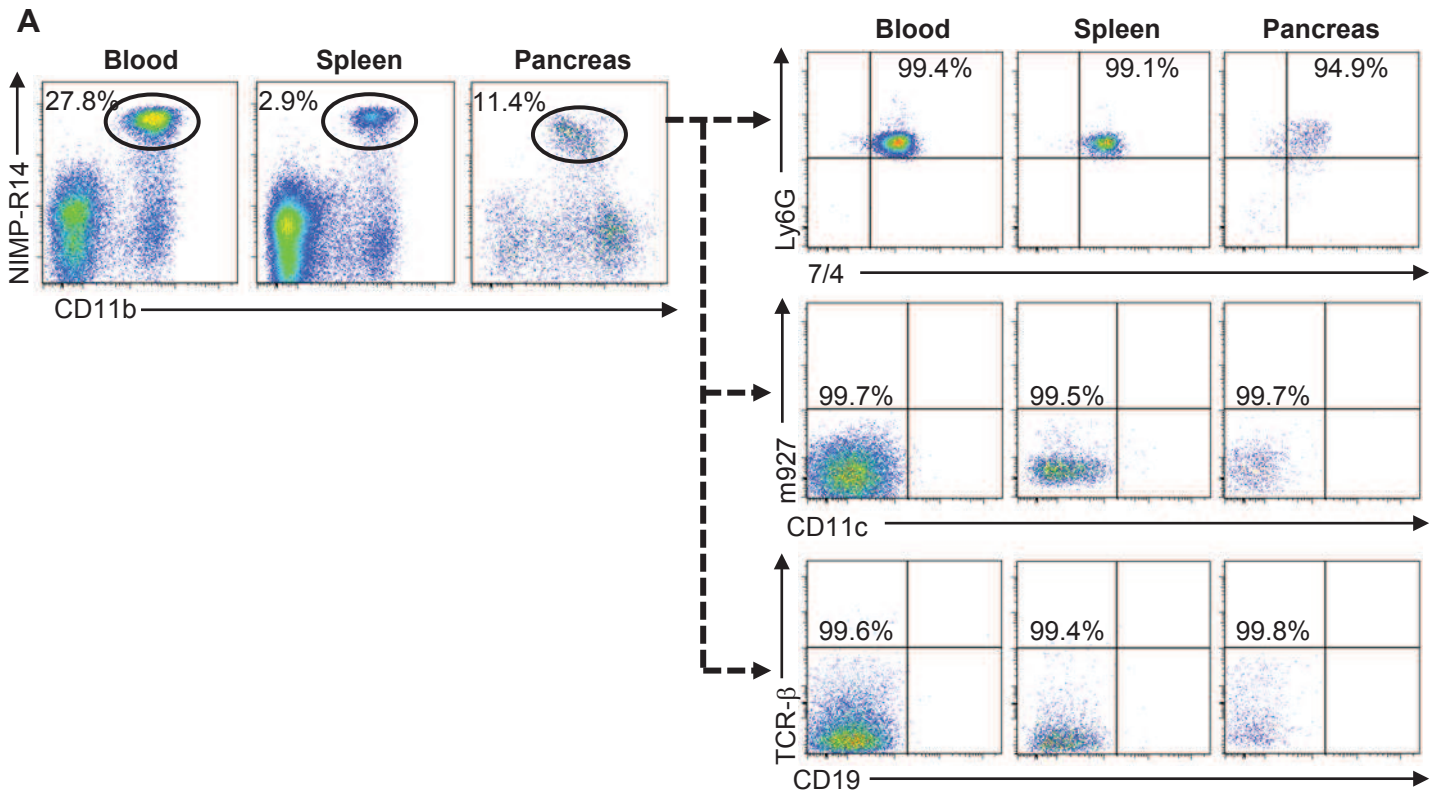 A
Blood Spleen Pancreas
27.8% 2.9% 11.4%
NIMP-R14
CD11b
Blood Spleen Pancreas
99.4% 99.1% 94.9%
Ly6G
7/4
99.7% 99.5% 99.7%
m927
CD11c
99.6% 99.4% 99.8%
TCR-β
CD19